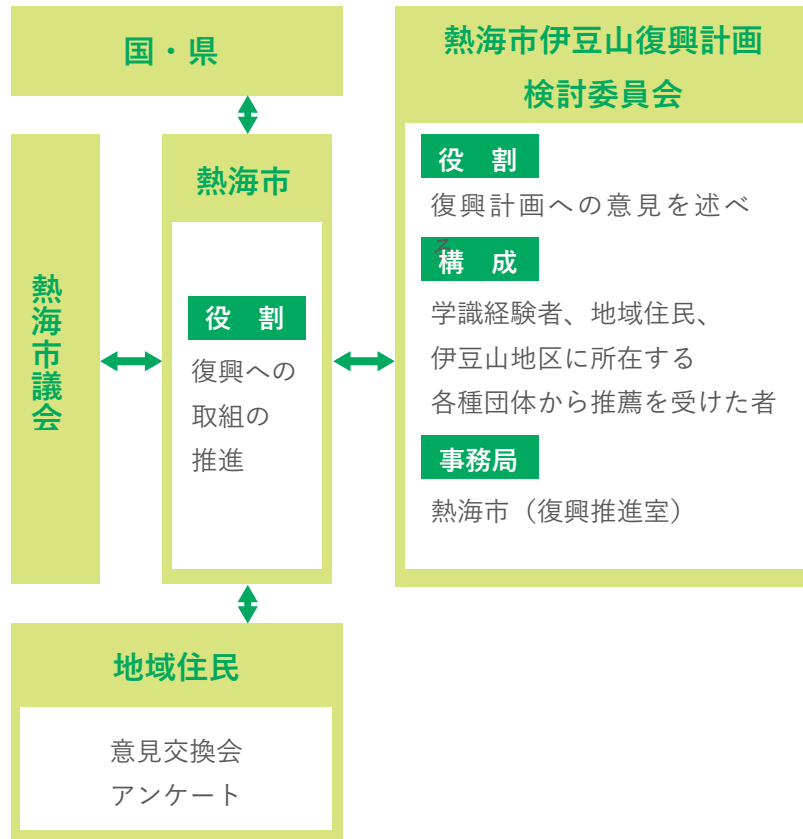 国・県
熱海市議会
熱海市
役 割
復興への
取組の
推進
熱海市伊豆山復興計画
検討委員会
役 割
復興計画への意見を述べ
る
構 成
学識経験者、地域住民、
伊豆山地区に所在する
各種団体から推薦を受けた者
事務局
熱海市（復興推進室）
地域住民
意見交換会
アンケート